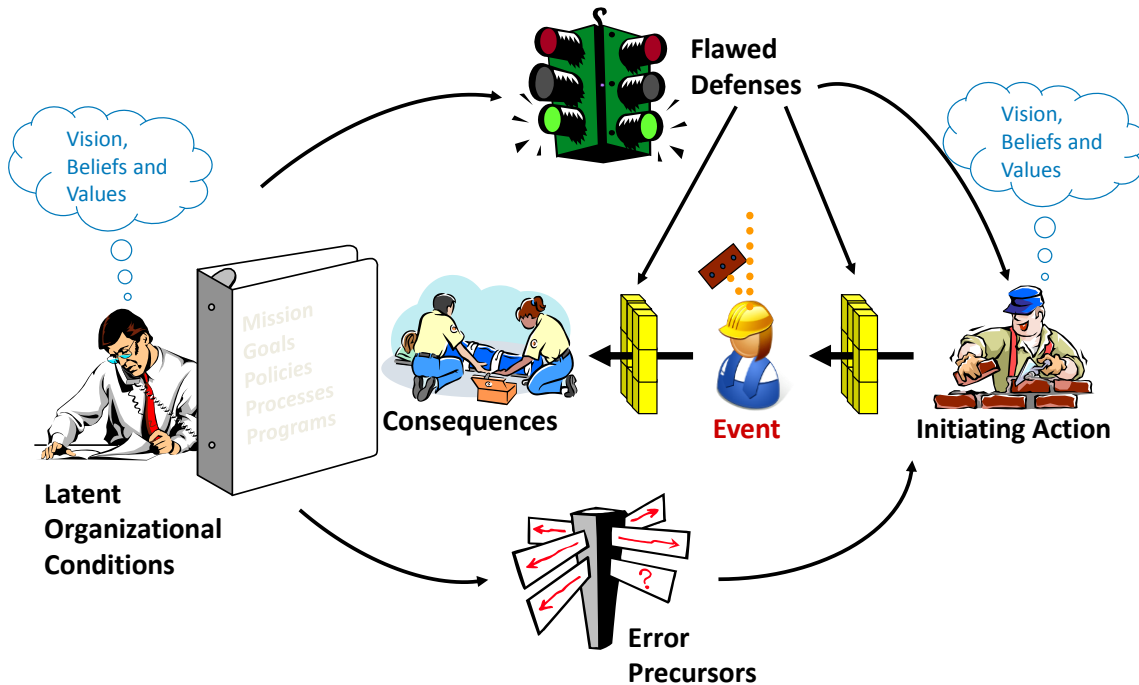 Flawed
Defenses
Vision,
Beliefs and
Values
Vision,
Beliefs and
Values
Mission
Goals
Policies
Processes
Programs
Consequences
Event
Initiating Action
Latent
Organizational
Conditions
?
Error
Precursors